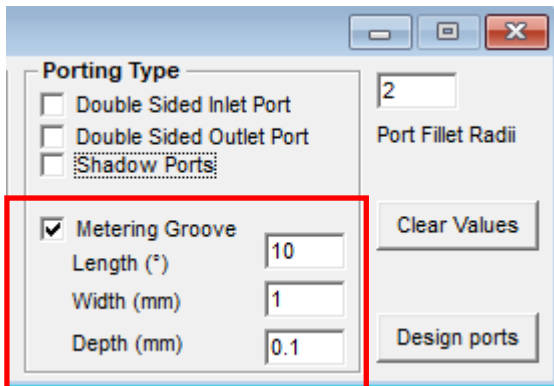 Porting Type
Double Sided Inlet Port
Double Sided Outlet Port
Shadow Ports
2
Port Fillet Radii
Metering Groove
Length (°) 10
Width (mm) 1
Depth (mm) 0.1
Clear Values
Design ports